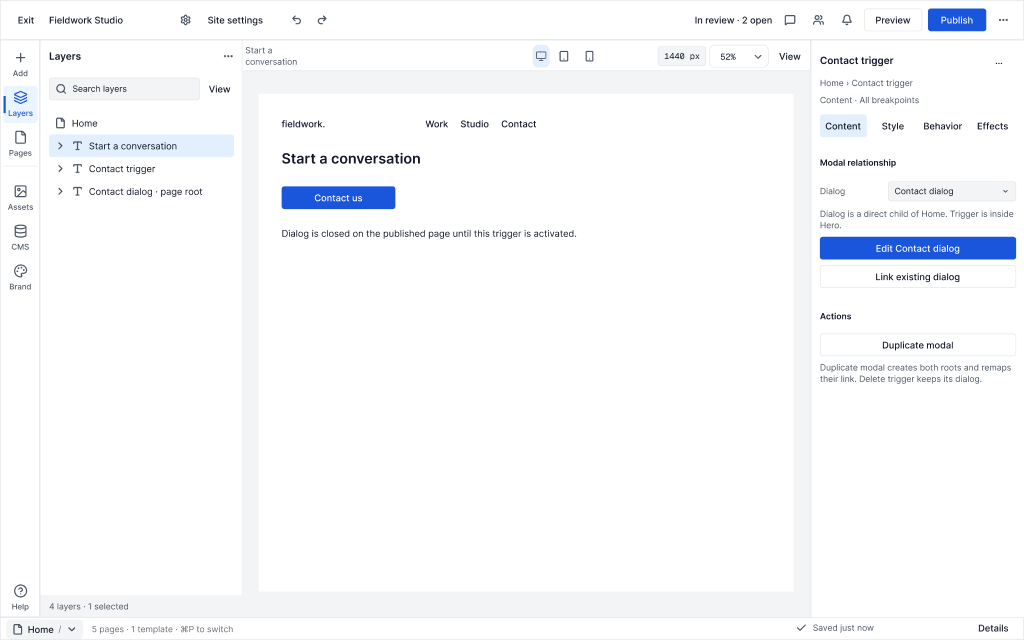 Exit
Fieldwork Studio
Site settings
In review · 2 open
Preview
Publish
Add
Layers
Pages
Assets
CMS
Brand
Help
Layers
Search layers
View
Home
Start a conversation
Contact trigger
Contact dialog · page root
4 layers · 1 selected
Start a
conversation
1440 px
52%
View
fieldwork.
Work
Studio
Contact
Start a conversation
Contact us
Dialog is closed on the published page until this trigger is activated.
Contact trigger
Home › Contact trigger
Content · All breakpoints
Content
Style
Behavior
Effects
Modal relationship
Dialog
Contact dialog
Dialog is a direct child of Home. Trigger is inside
Hero.
Edit Contact dialog
Link existing dialog
Actions
Duplicate modal
Duplicate modal creates both roots and remaps
their link. Delete trigger keeps its dialog.
Home /
5 pages · 1 template · ⌘P to switch
Saved just now
Details